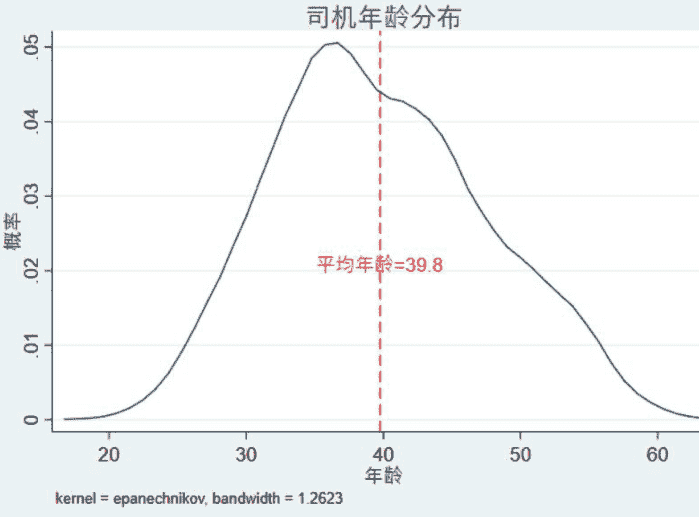 司机年龄分布
.05
.04
.03
.02
.01
0
概率
平均年龄=39.8
20 30 40 50 60
年龄
kernel = epanechnikov, bandwidth = 1.2623